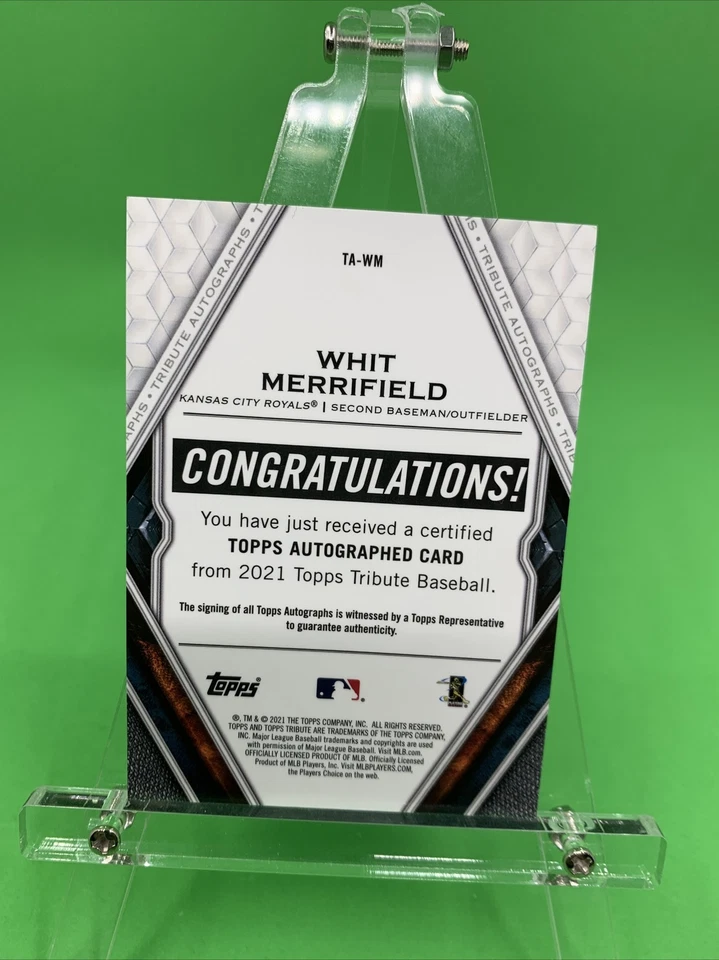 TA-WM
• TRIBUTE AUTOGRAPHS • T
APHS
S • TRIBUTE AUTOGRAPHS •
TRIB
WHIT
MERRIFIELD
KANSAS CITY ROYALS® | SECOND BASEMAN/OUTFIELDER
CONGRATULATIONS!
You have just received a certified
TOPPS AUTOGRAPHED CARD
from 2021 Topps Tribute Baseball.
The signing of all Topps Autographs is witnessed by a Topps Representative
to guarantee authenticity.
Topps®
®, TM & © 2021 THE TOPPS COMPANY, INC. ALL RIGHTS RESERVED.
TOPPS AND TOPPS TRIBUTE ARE TRADEMARKS OF THE TOPPS COMPANY,
INC. Major League Baseball trademarks and copyrights are used
with permission of Major League Baseball. Visit MLB.com.
OFFICIALLY LICENSED PRODUCT OF MLB. Officially Licensed
Product of MLB Players, Inc. Visit MLBPLAYERS.COM,
the Players Choice on the web.